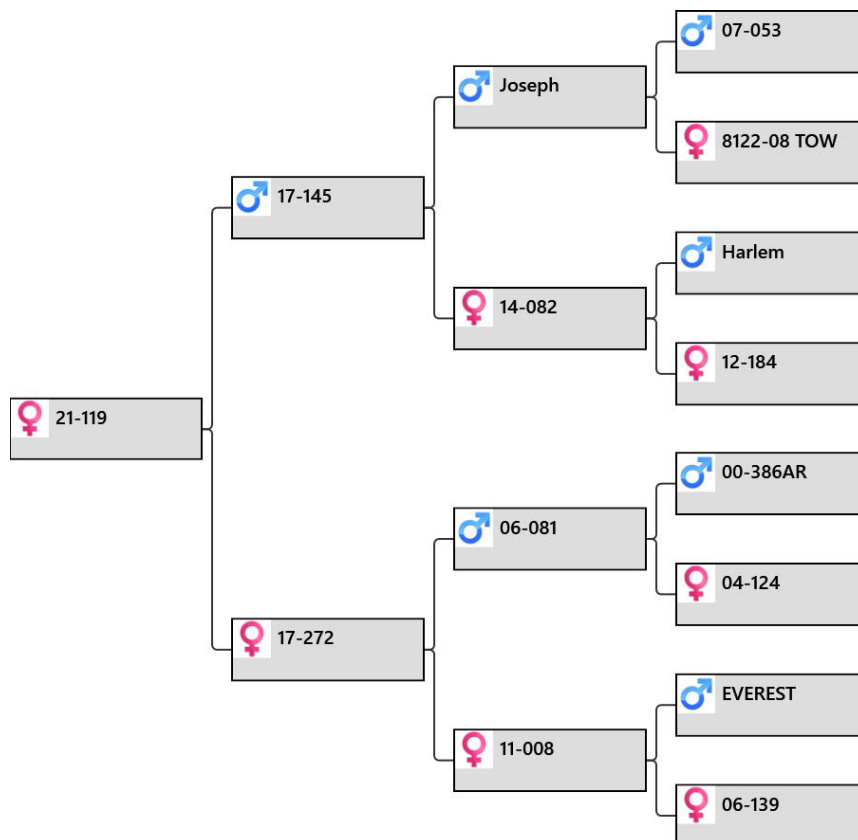 07-053
Joseph
8122-08 TOW
17-145
Harlem
14-082
12-184
21-119
00-386AR
06-081
04-124
17-272
EVEREST
11-008
06-139